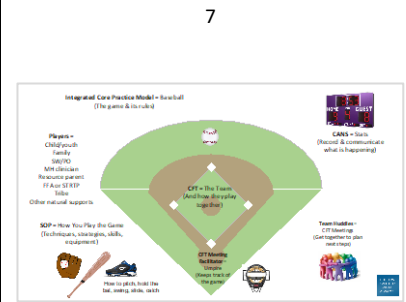 7
Integrated Core Practice Model = Baseball
(The game & its rules)
HOME GUEST
CANS = Stats
(Record & communicate
what is happening)
Players =
Child/youth
Family
SW/PO
MH clinician
Resource parent
FFA or STRTP
Tribe
Other natural supports
CFT = The Team
(And how they play
together)
SOP = How You Play the Game
(Techniques, strategies, skills,
equipment)
How to pitch, hold the
bat, swing, slide, catch
CFT Meeting
Facilitator =
Umpire
(Keeps track of
the game)
Team Huddles =
CFT Meetings
(Get together to plan
next steps)